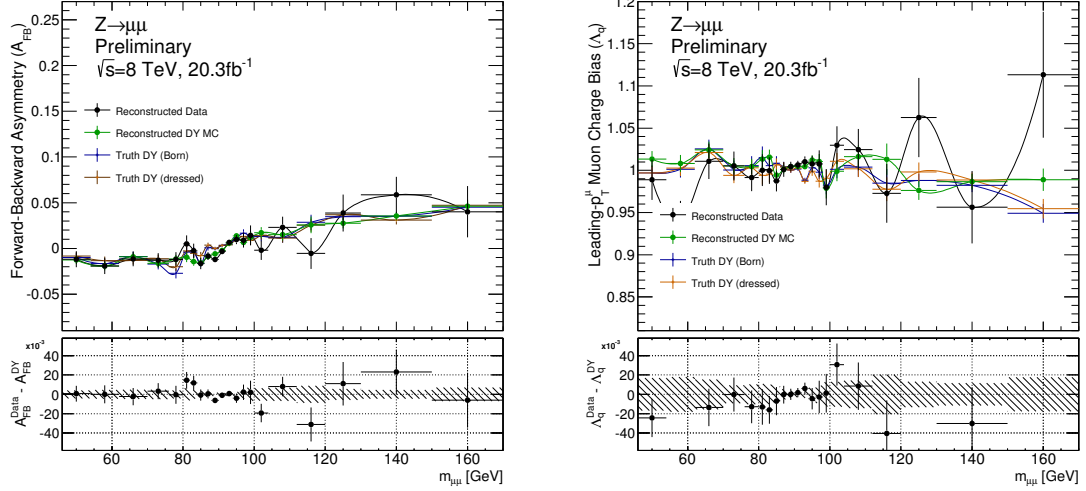 Forward-Backward Asymmetry (A_FB)
0.25
0.2
0.15
0.1
0.05
0
-0.05
Z→μμ
Preliminary
√s=8 TeV, 20.3fb⁻¹
Reconstructed Data
Reconstructed DY MC
Truth DY (Born)
Truth DY (dressed)
A_FB^Data - A_FB^DY
×10⁻³
40
20
0
-20
-40
60 80 100 120 140 160
m_μμ [GeV]
Leading-p_T^μ Muon Charge Bias (Λ_q)
1.2
1.15
1.1
1.05
1
0.95
0.9
0.85
Z→μμ
Preliminary
√s=8 TeV, 20.3fb⁻¹
Reconstructed Data
Reconstructed DY MC
Truth DY (Born)
Truth DY (dressed)
Λ_q^Data - Λ_q^DY
×10⁻³
40
20
0
-20
-40
60 80 100 120 140 160
m_μμ [GeV]